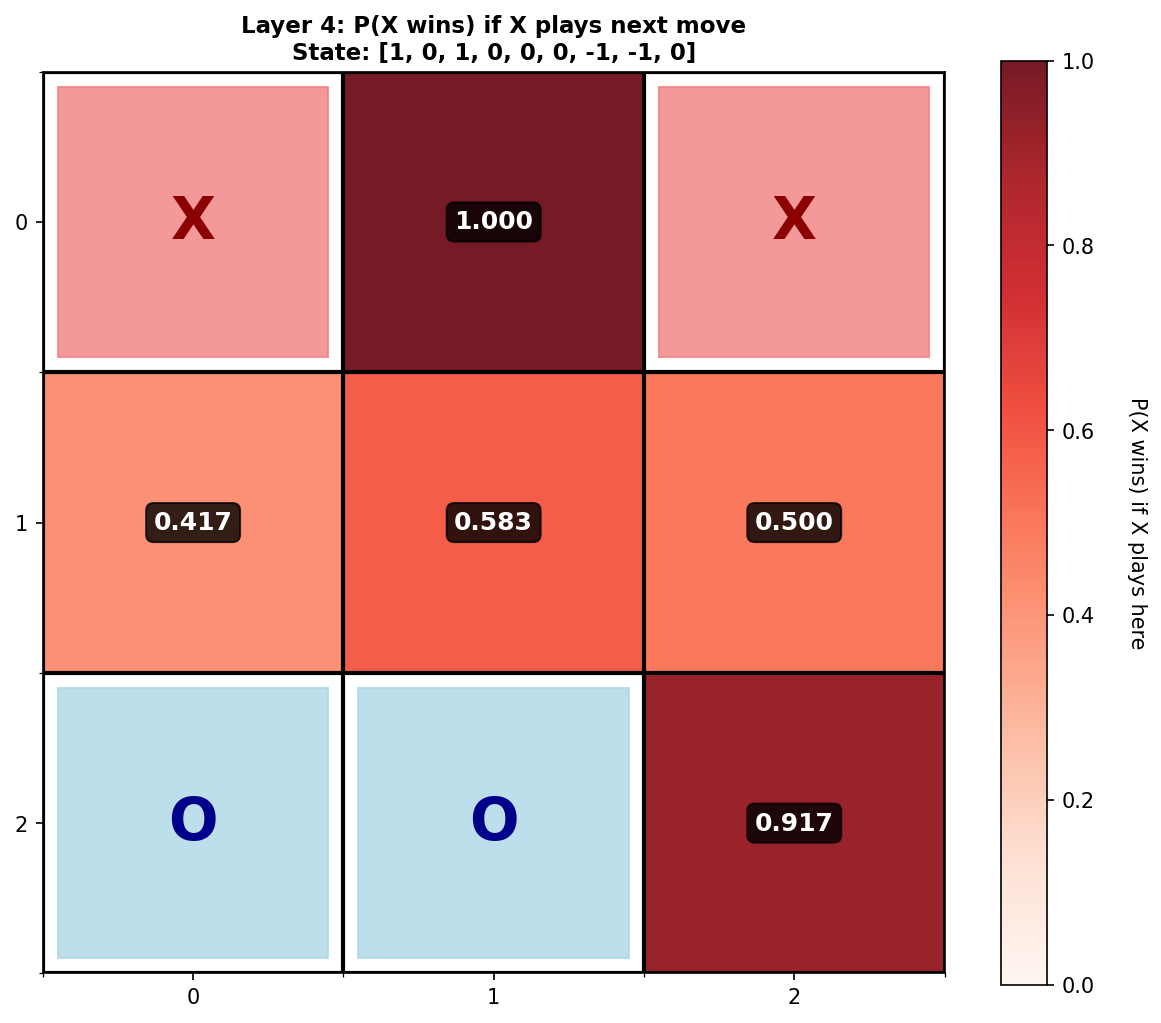 Layer 4: P(X wins) if X plays next move
State: [1, 0, 1, 0, 0, 0, -1, -1, 0]
0
X
1.000
X
1
0.417
0.583
0.500
2
O
O
0.917
0
1
2
1.0
0.8
0.6
0.4
0.2
0.0
P(X wins) if X plays here